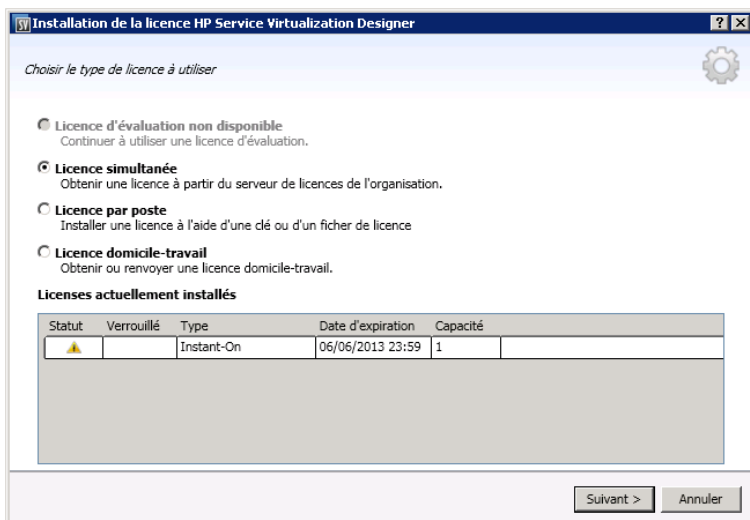 Installation de la licence HP Service Virtualization Designer
Choisir le type de licence à utiliser
Licence d'évaluation non disponible
Continuer à utiliser une licence d'évaluation.
Licence simultanée
Obtenir une licence à partir du serveur de licences de l'organisation.
Licence par poste
Installer une licence à l'aide d'une clé ou d'un ficher de licence
Licence domicile-travail
Obtenir ou renvoyer une licence domicile-travail.
Licenses actuellement installés
Statut Verrouillé Type Date d'expiration Capacité
Instant-On 06/06/2013 23:59 1
Suivant > Annuler